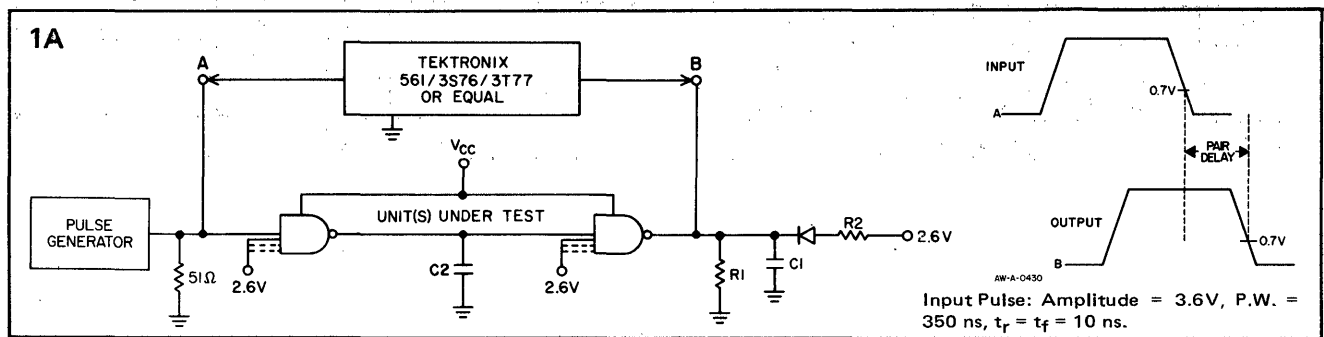 1A
A
TEKTRONIX
561/3S76/3T77
OR EQUAL
B
VCC
PULSE
GENERATOR
UNIT(S) UNDER TEST
51Ω
2.6V
C2
2.6V
R1
C1
R2
2.6V
INPUT
0.7V
A
PAIR
DELAY
OUTPUT
0.7V
B
AW-A-0430
Input Pulse: Amplitude = 3.6V, P.W. =
350 ns, tr = tf = 10 ns.